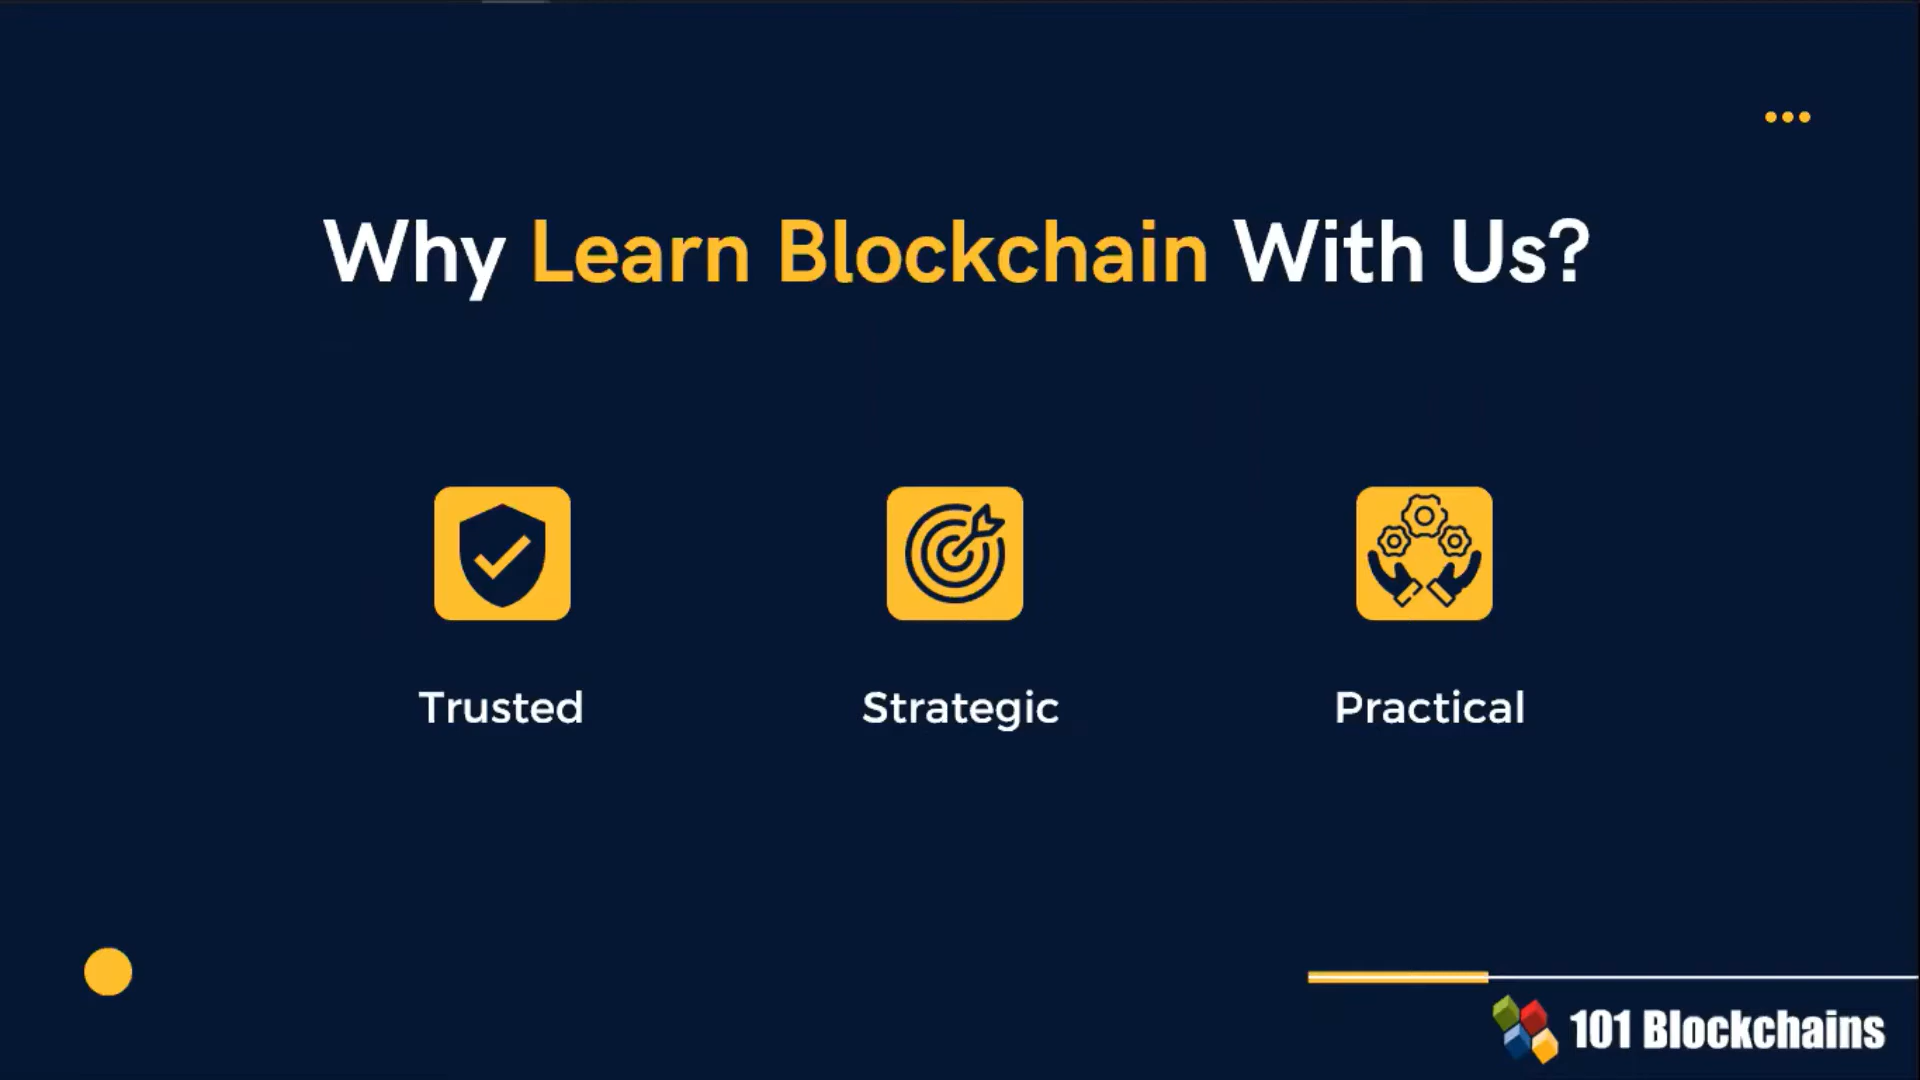 Why Learn Blockchain With Us?
Trusted
Strategic
Practical
101 Blockchains